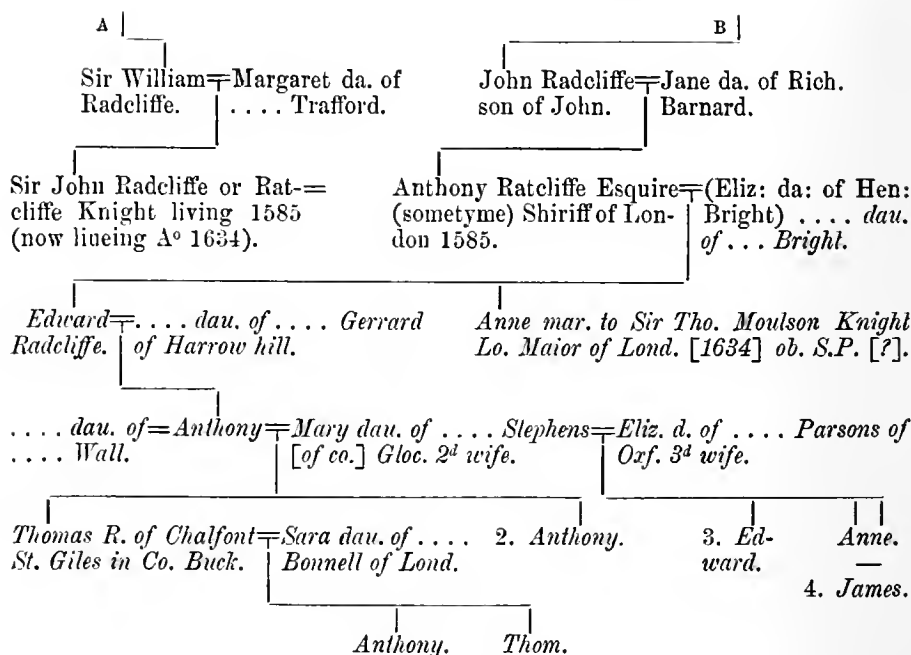 A B
Sir William Margaret da. of John Radcliffe Jane da. of Rich.
Radcliffe. . . . . Trafford. son of John. Barnard.
Sir John Radcliffe or Rat- Anthony Ratcliffe Esquire (Eliz: da: of Hen:
cliffe Knight living 1585 (sometyme) Shiriff of Lon- Bright) . . . . dau.
(now liueing Aº 1634). don 1585. of . . . Bright.
Edward . . . . dau. of . . . . Gerrard Anne mar. to Sir Tho. Moulson Knight
Radcliffe. of Harrow hill. Lo. Maior of Lond. [1634] ob. S.P. [?].
. . . . dau. of = Anthony Mary dau. of . . . . Stephens Eliz. d. of . . . . Parsons of
. . . . Wall. [of co.] Gloc. 2ᵈ wife. Oxf. 3ᵈ wife.
Thomas R. of Chalfont Sara dau. of . . . . 2. Anthony. 3. Ed- Anne.
St. Giles in Co. Buck. Bonnell of Lond. ward. —
4. James.
Anthony. Thom.